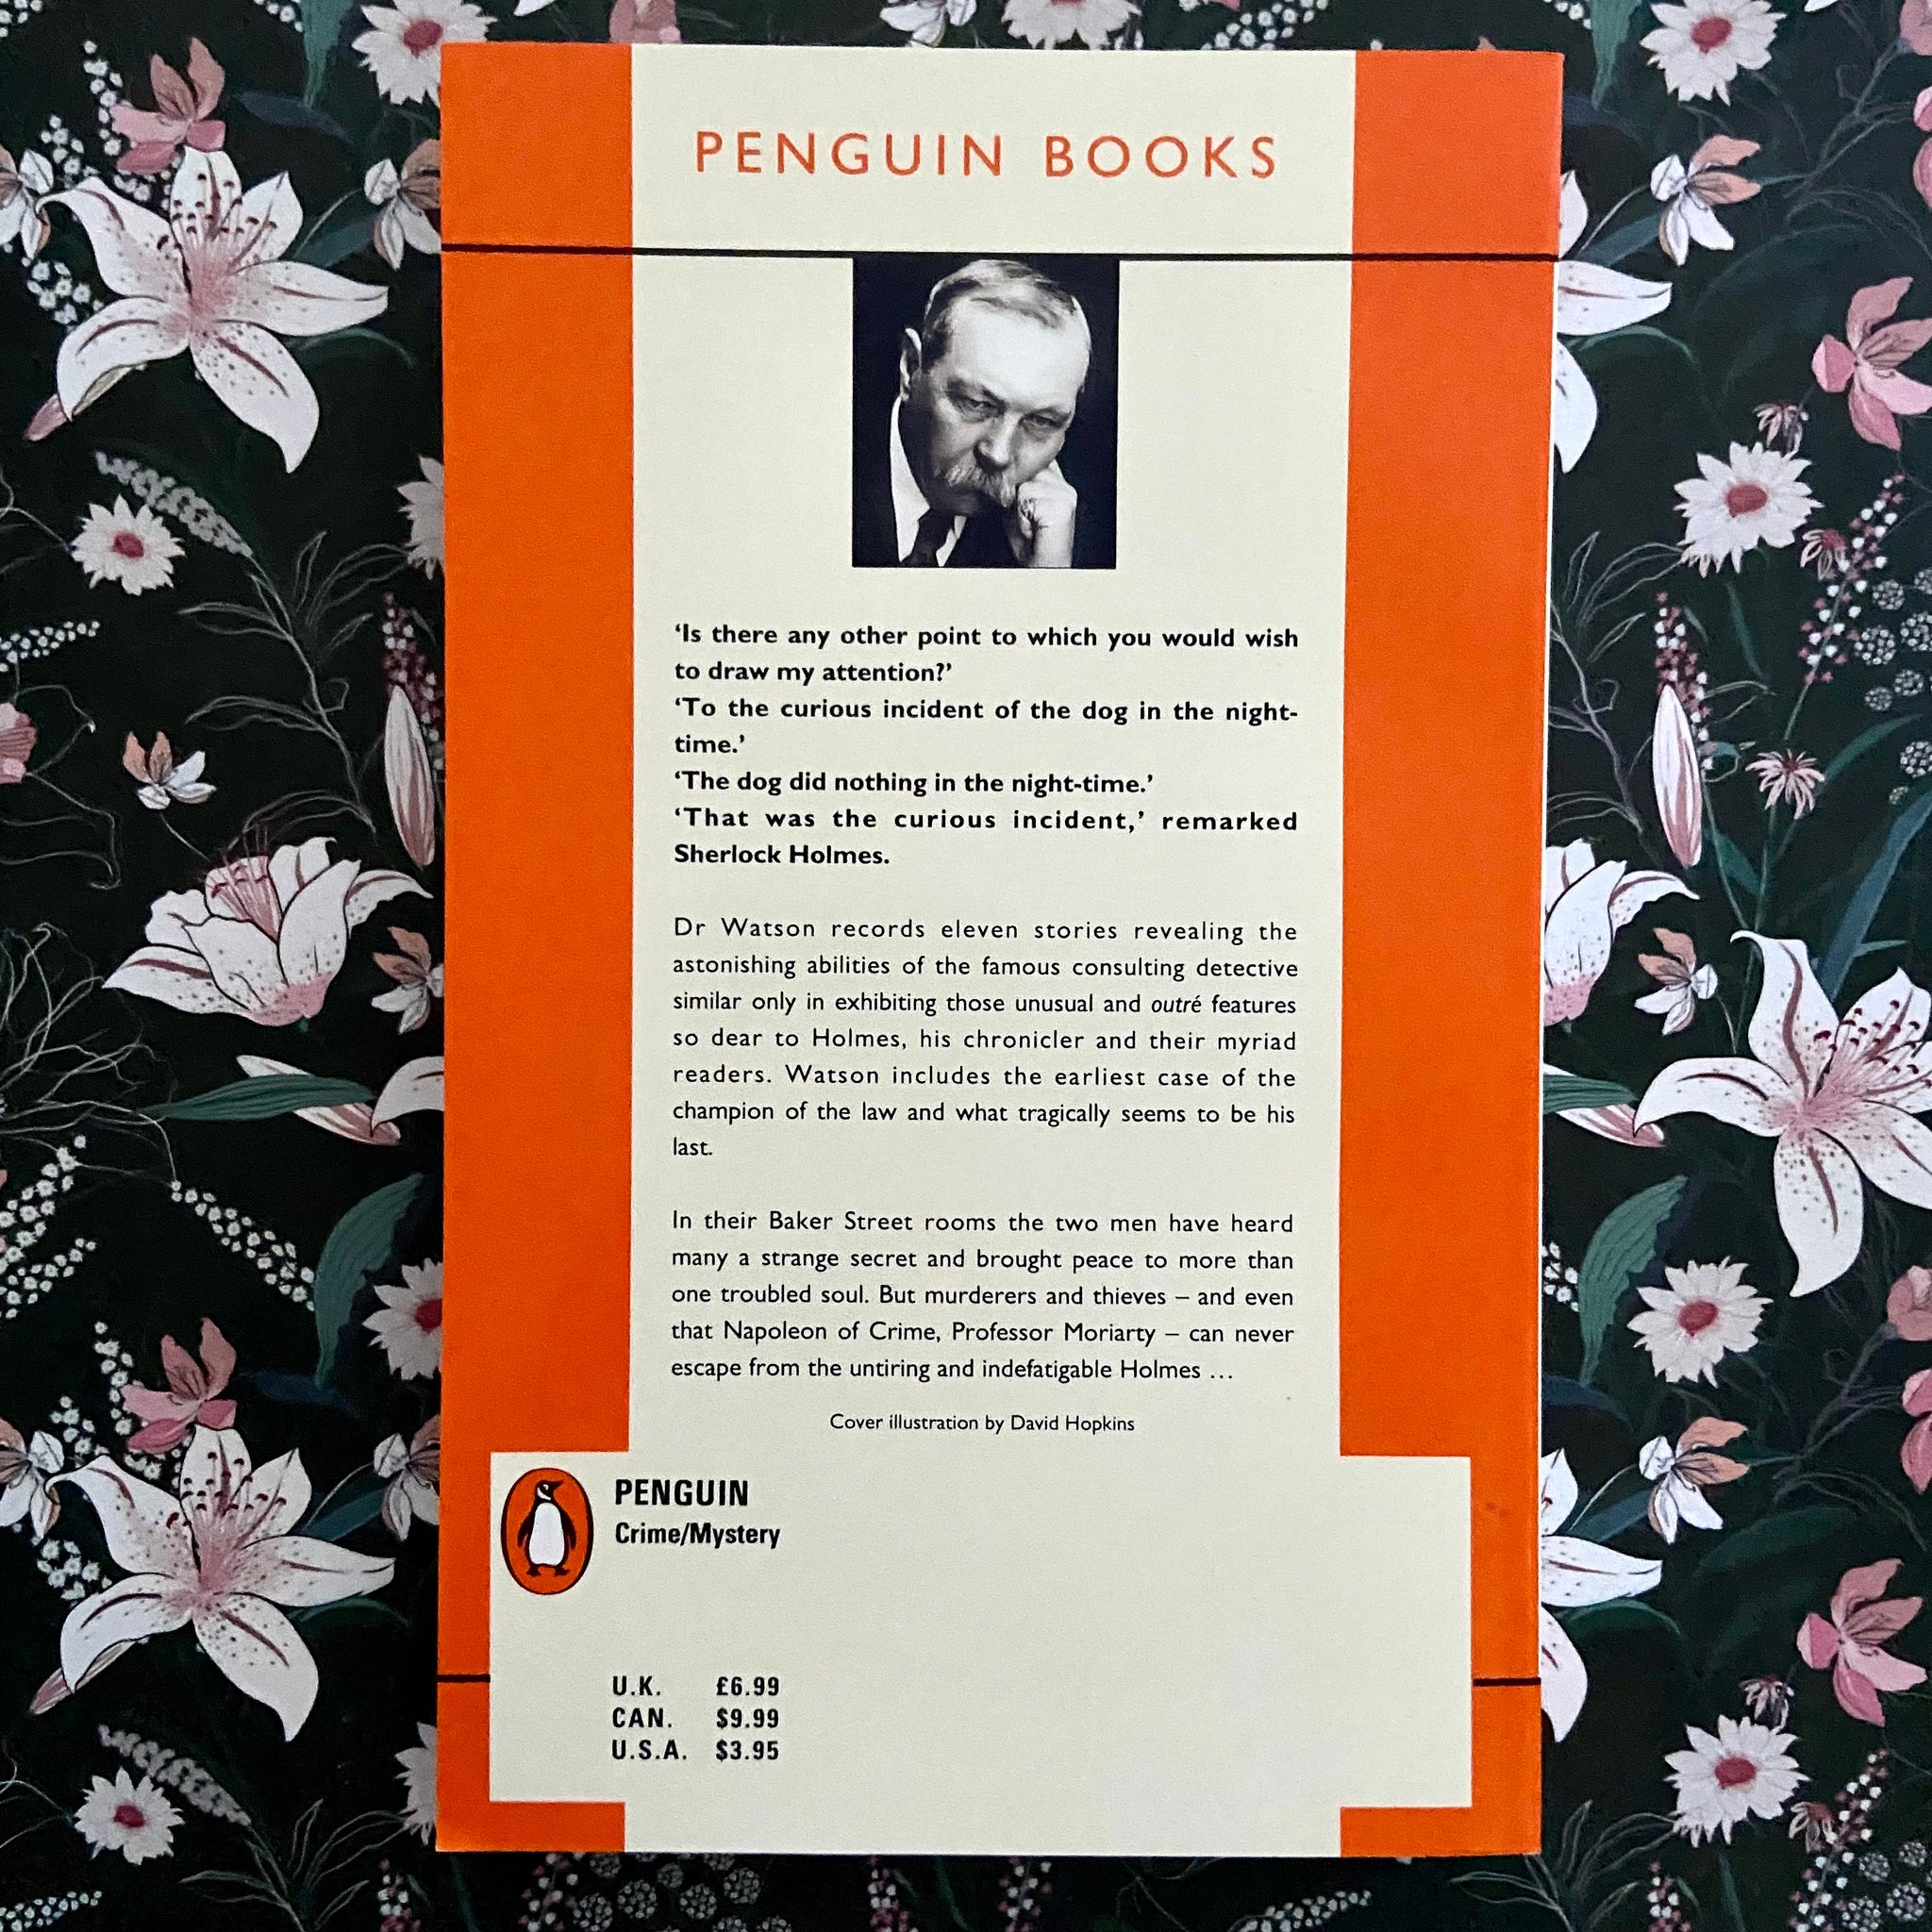 PENGUIN BOOKS
‘Is there any other point to which you would wish
to draw my attention?’
‘To the curious incident of the dog in the night-
time.’
‘The dog did nothing in the night-time.’
‘That was the curious incident,’ remarked
Sherlock Holmes.
Dr Watson records eleven stories revealing the
astonishing abilities of the famous consulting detective
similar only in exhibiting those unusual and outré features
so dear to Holmes, his chronicler and their myriad
readers. Watson includes the earliest case of the
champion of the law and what tragically seems to be his
last.
In their Baker Street rooms the two men have heard
many a strange secret and brought peace to more than
one troubled soul. But murderers and thieves – and even
that Napoleon of Crime, Professor Moriarty – can never
escape from the untiring and indefatigable Holmes …
Cover illustration by David Hopkins
PENGUIN
Crime/Mystery
U.K. £6.99
CAN. $9.99
U.S.A. $3.95